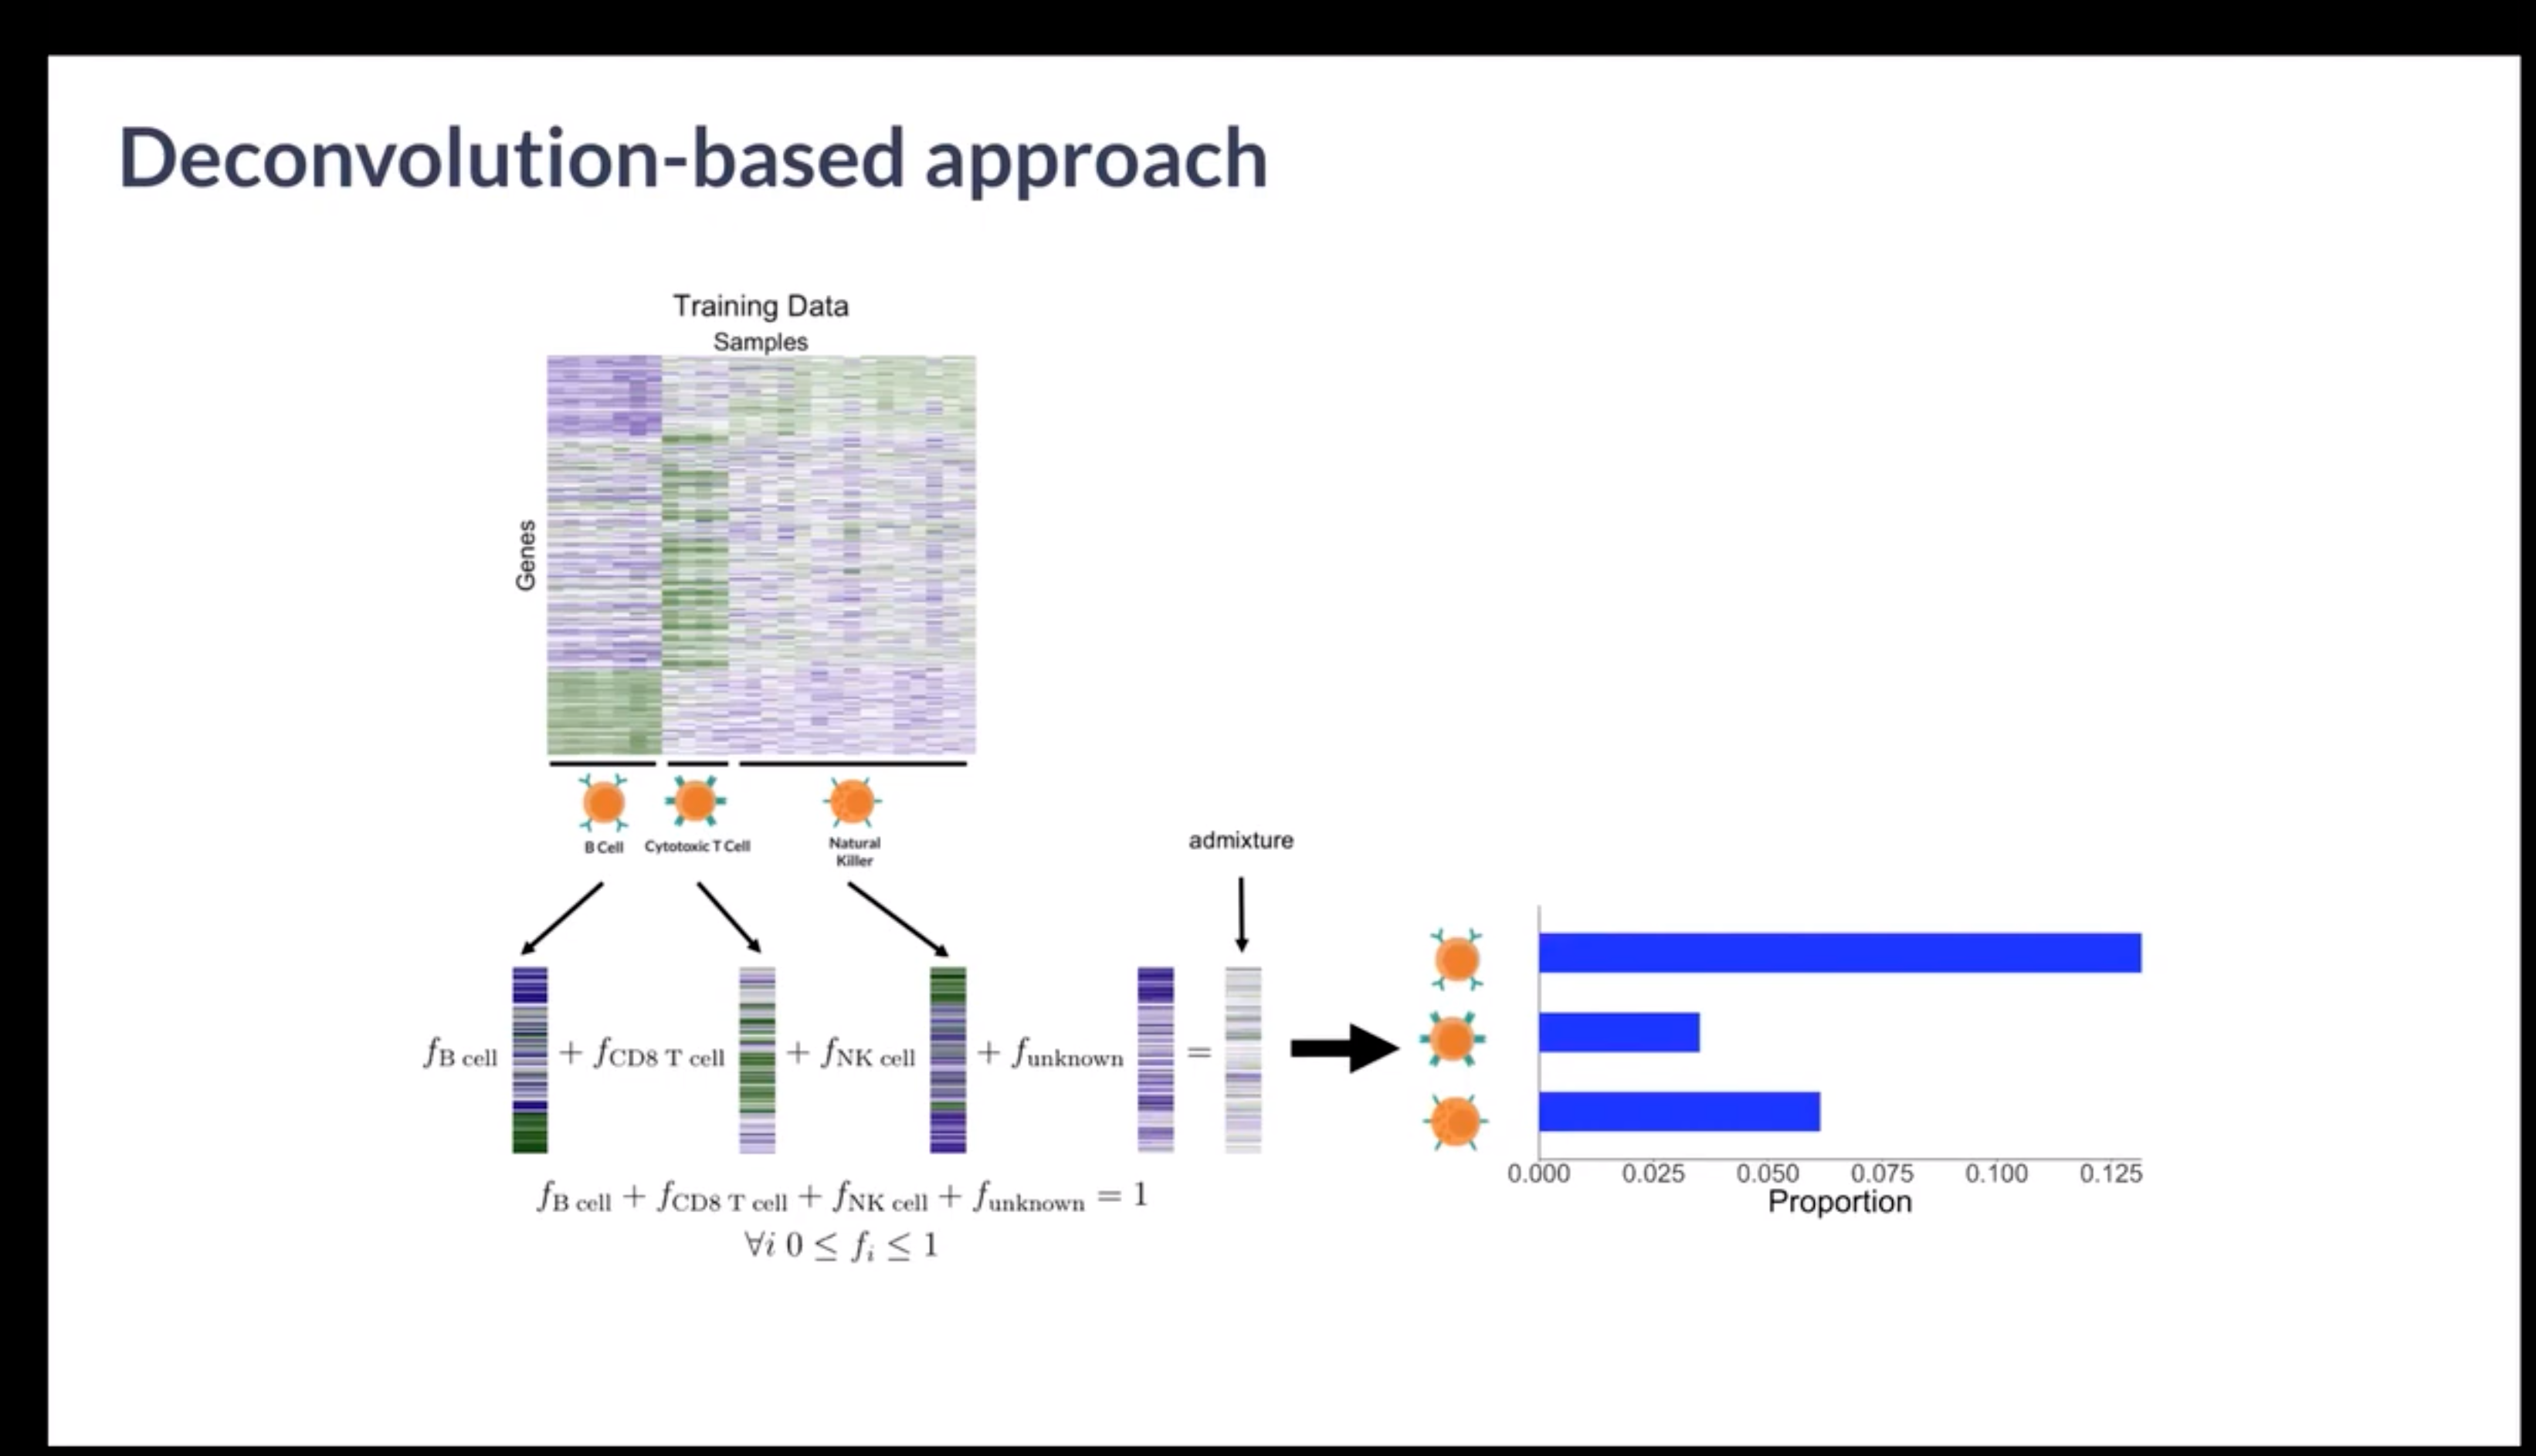 Deconvolution-based approach
Training Data
Samples
Genes
B Cell
Cytotoxic T Cell
Natural
Killer
admixture
f_B cell + f_CD8 T cell + f_NK cell + f_unknown =
f_B cell + f_CD8 T cell + f_NK cell + f_unknown = 1
∀i 0 ≤ f_i ≤ 1
0.000 0.025 0.050 0.075 0.100 0.125
Proportion